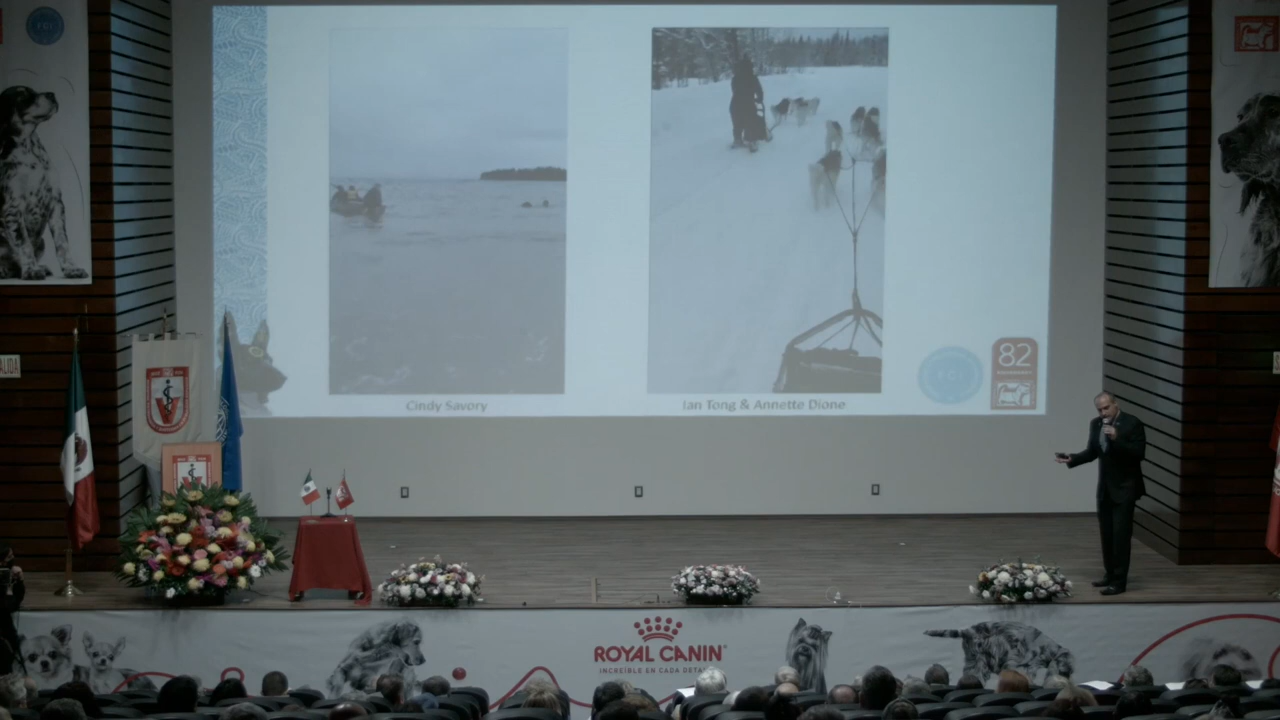 Cindy Savory
Ian Tong & Annette Dione
82
ROYAL CANIN
INCREÍBLE EN CADA DETALLE